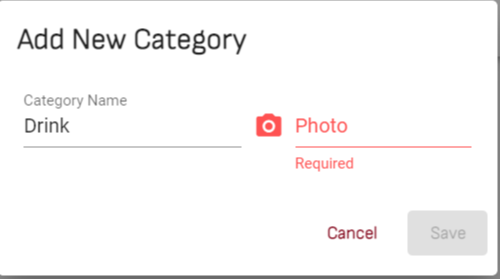 Add New Category
Category Name
Drink
Photo
Required
Cancel
Save